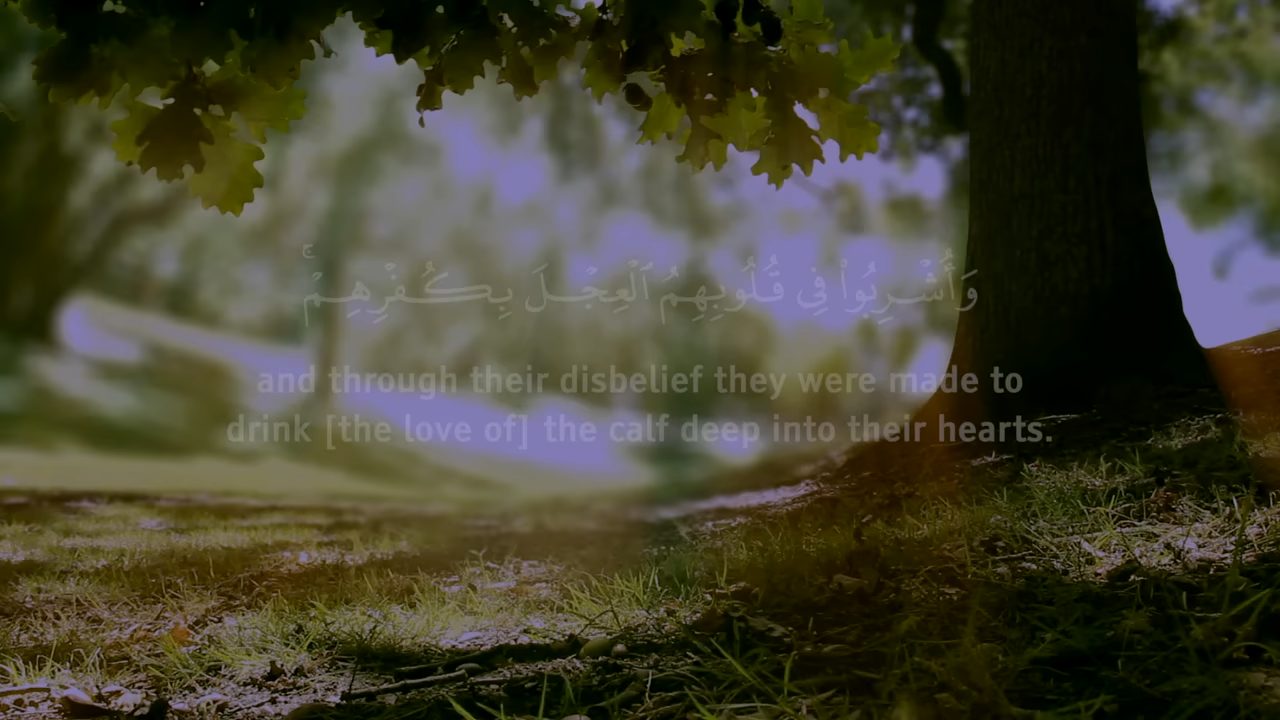 وَأُشْرِبُوا۟ فِى قُلُوبِهِمُ ٱلْعِجْلَ بِكُفْرِهِمْ ۚ
and through their disbelief they were made to
drink [the love of] the calf deep into their hearts.